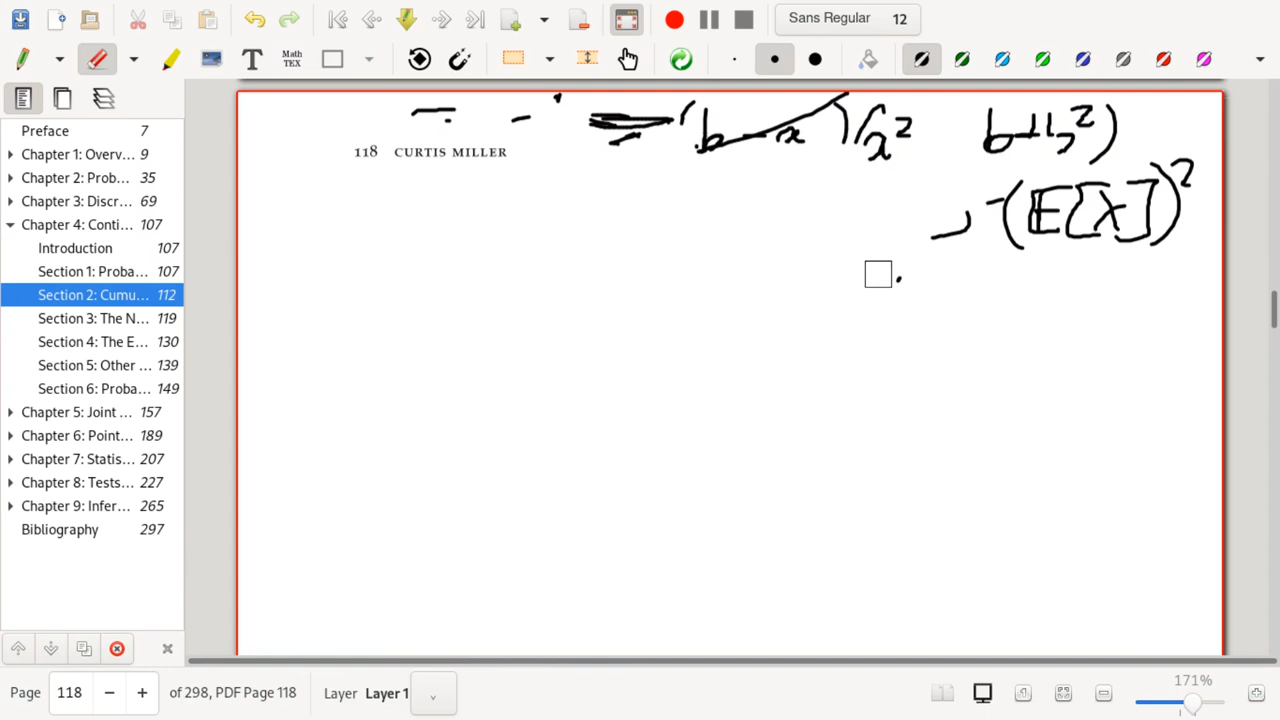 Sans Regular 12
Math
TEX
Preface 7
Chapter 1: Overv... 9
Chapter 2: Prob... 35
Chapter 3: Discr... 69
Chapter 4: Conti... 107
Introduction 107
Section 1: Proba... 107
Section 2: Cumu... 112
Section 3: The N... 119
Section 4: The E... 130
Section 5: Other ... 139
Section 6: Proba... 149
Chapter 5: Joint ... 157
Chapter 6: Point... 189
Chapter 7: Statis... 207
Chapter 8: Tests... 227
Chapter 9: Infer... 265
Bibliography 297
118 CURTIS MILLER
-(E[X])²
Page 118 of 298, PDF Page 118
Layer Layer 1
171%